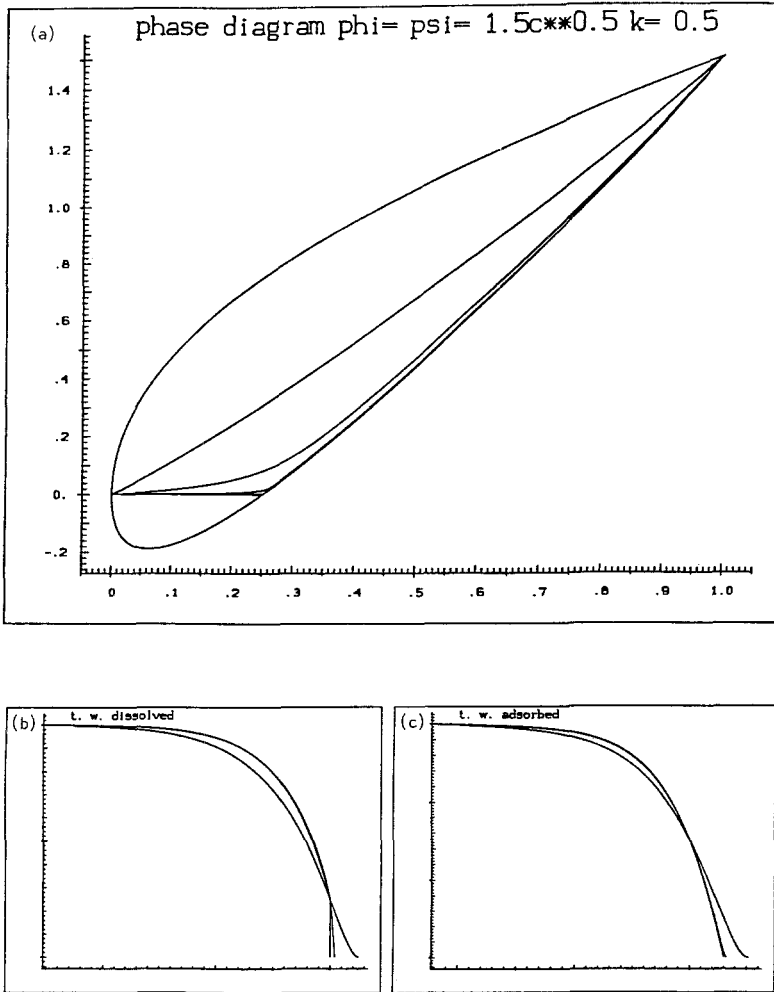 (a) phase diagram phi= psi= 1.5c**0.5 k= 0.5
1.4
1.2
1.0
.8
.6
.4
.2
0.
-.2
0 .1 .2 .3 .4 .5 .6 .7 .8 .9 1.0
(b) t. w. dissolved
(c) t. w. adsorbed